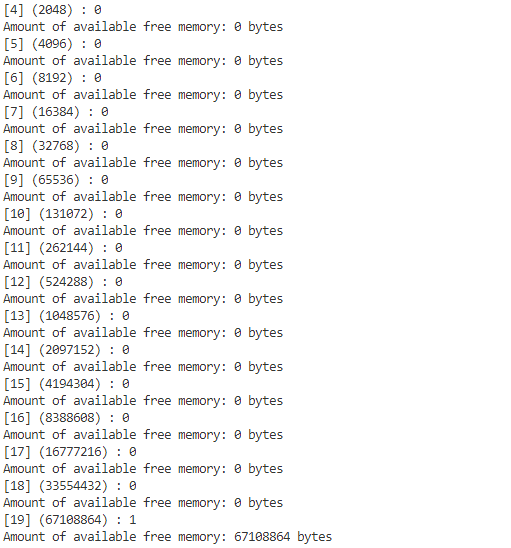 [4] (2048) : 0
Amount of available free memory: 0 bytes
[5] (4096) : 0
Amount of available free memory: 0 bytes
[6] (8192) : 0
Amount of available free memory: 0 bytes
[7] (16384) : 0
Amount of available free memory: 0 bytes
[8] (32768) : 0
Amount of available free memory: 0 bytes
[9] (65536) : 0
Amount of available free memory: 0 bytes
[10] (131072) : 0
Amount of available free memory: 0 bytes
[11] (262144) : 0
Amount of available free memory: 0 bytes
[12] (524288) : 0
Amount of available free memory: 0 bytes
[13] (1048576) : 0
Amount of available free memory: 0 bytes
[14] (2097152) : 0
Amount of available free memory: 0 bytes
[15] (4194304) : 0
Amount of available free memory: 0 bytes
[16] (8388608) : 0
Amount of available free memory: 0 bytes
[17] (16777216) : 0
Amount of available free memory: 0 bytes
[18] (33554432) : 0
Amount of available free memory: 0 bytes
[19] (67108864) : 1
Amount of available free memory: 67108864 bytes